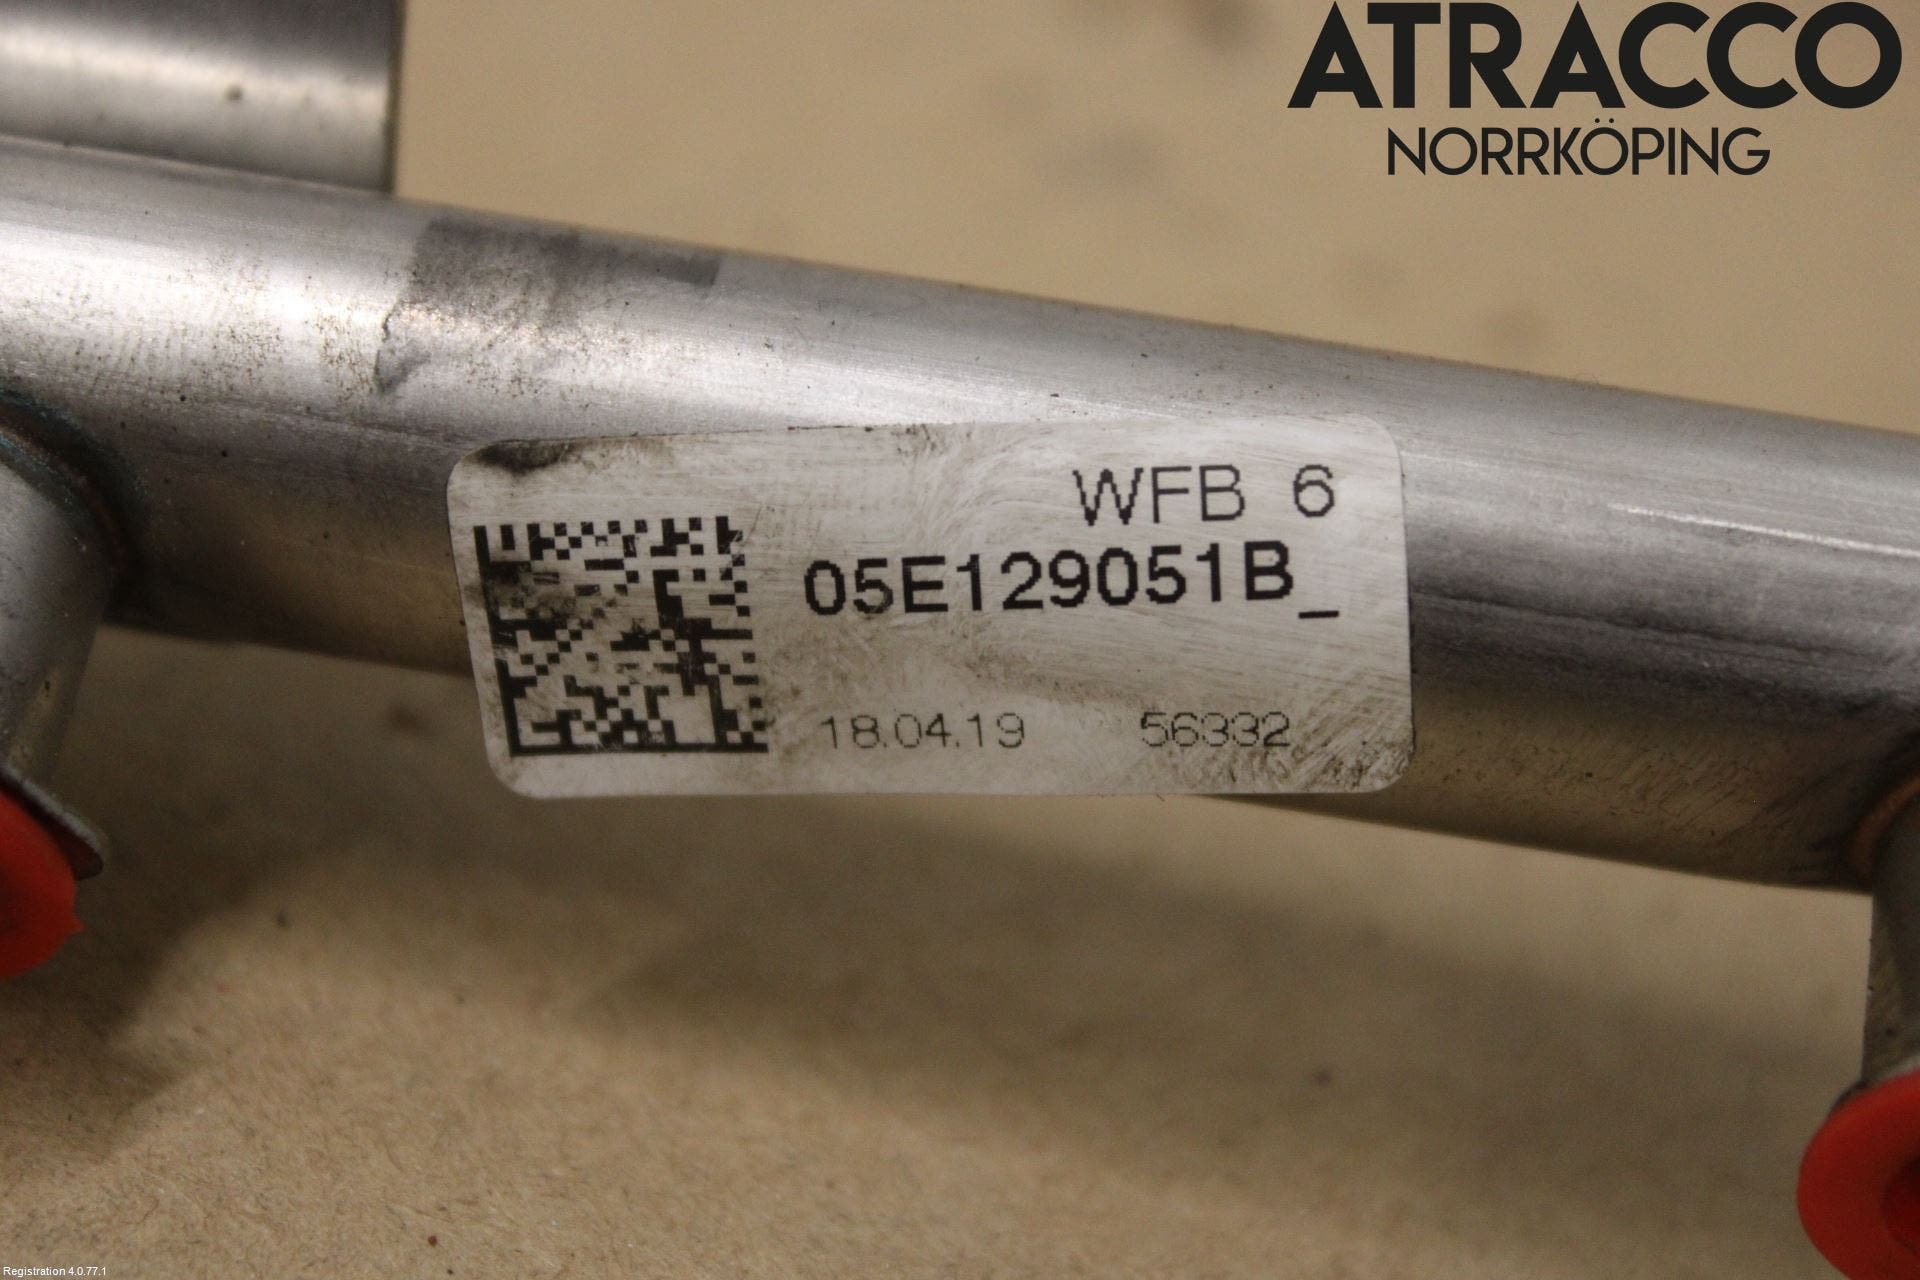 ATRACCO
NORRKÖPING
WFB 6
05E129051B_
18.04.19 56332
Registration 4.0.77.1